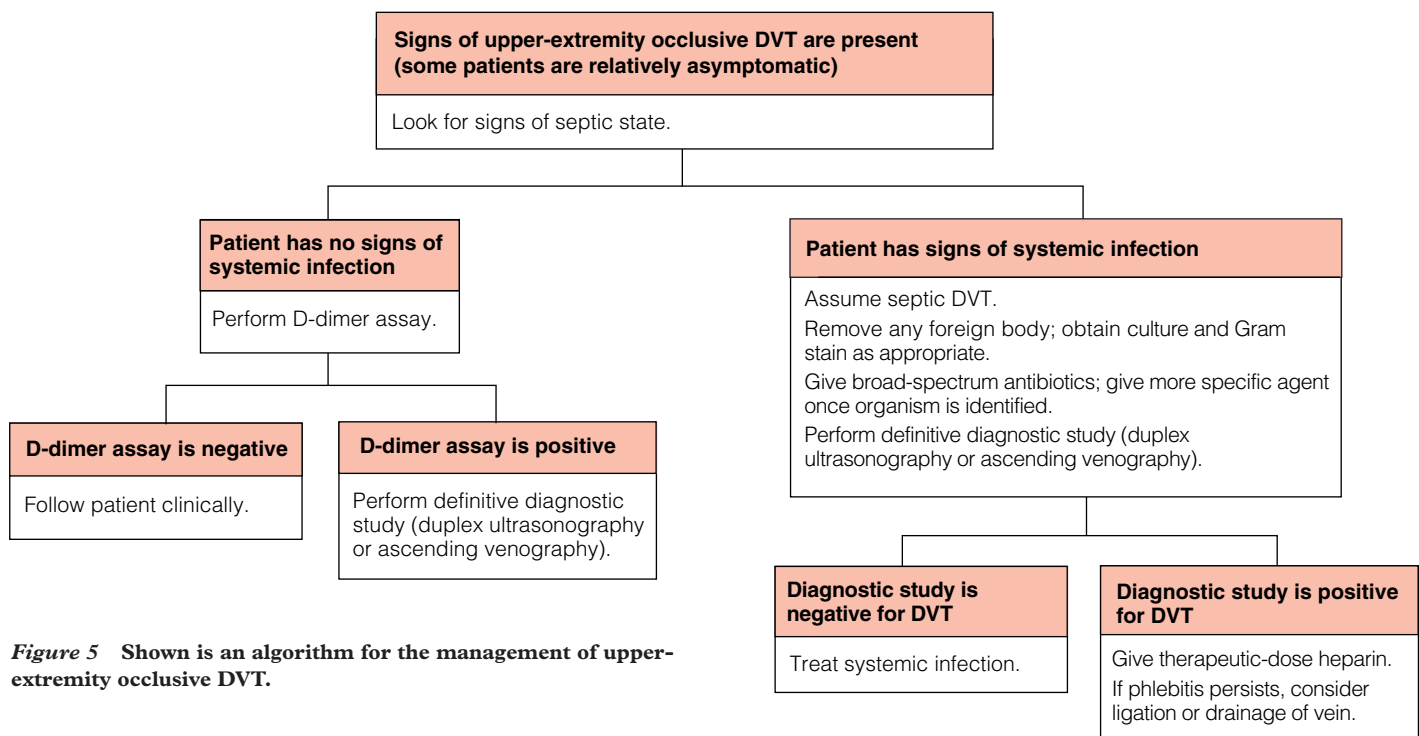 Signs of upper-extremity occlusive DVT are present
(some patients are relatively asymptomatic)
Look for signs of septic state.
Patient has no signs of
systemic infection
Perform D-dimer assay.
D-dimer assay is negative
Follow patient clinically.
D-dimer assay is positive
Perform definitive diagnostic
study (duplex ultrasonography
or ascending venography).
Patient has signs of systemic infection
Assume septic DVT.
Remove any foreign body; obtain culture and Gram
stain as appropriate.
Give broad-spectrum antibiotics; give more specific agent
once organism is identified.
Perform definitive diagnostic study (duplex
ultrasonography or ascending venography).
Diagnostic study is
negative for DVT
Treat systemic infection.
Diagnostic study is positive
for DVT
Give therapeutic-dose heparin.
If phlebitis persists, consider
ligation or drainage of vein.
Figure 5 Shown is an algorithm for the management of upper-
extremity occlusive DVT.